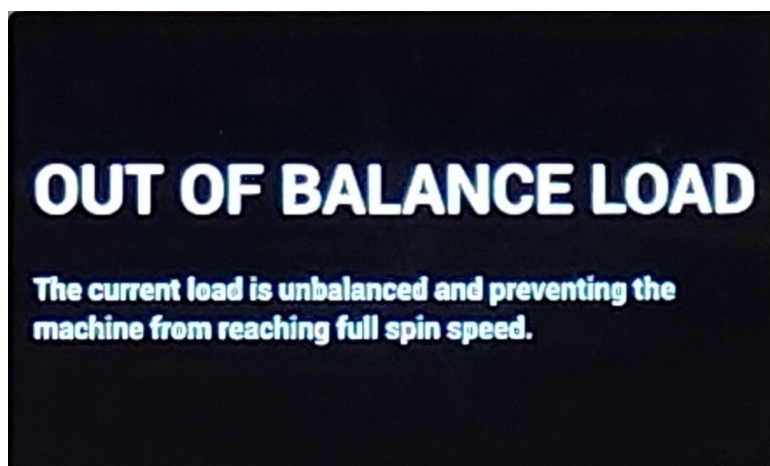 OUT OF BALANCE LOAD
The current load is unbalanced and preventing the
machine from reaching full spin speed.